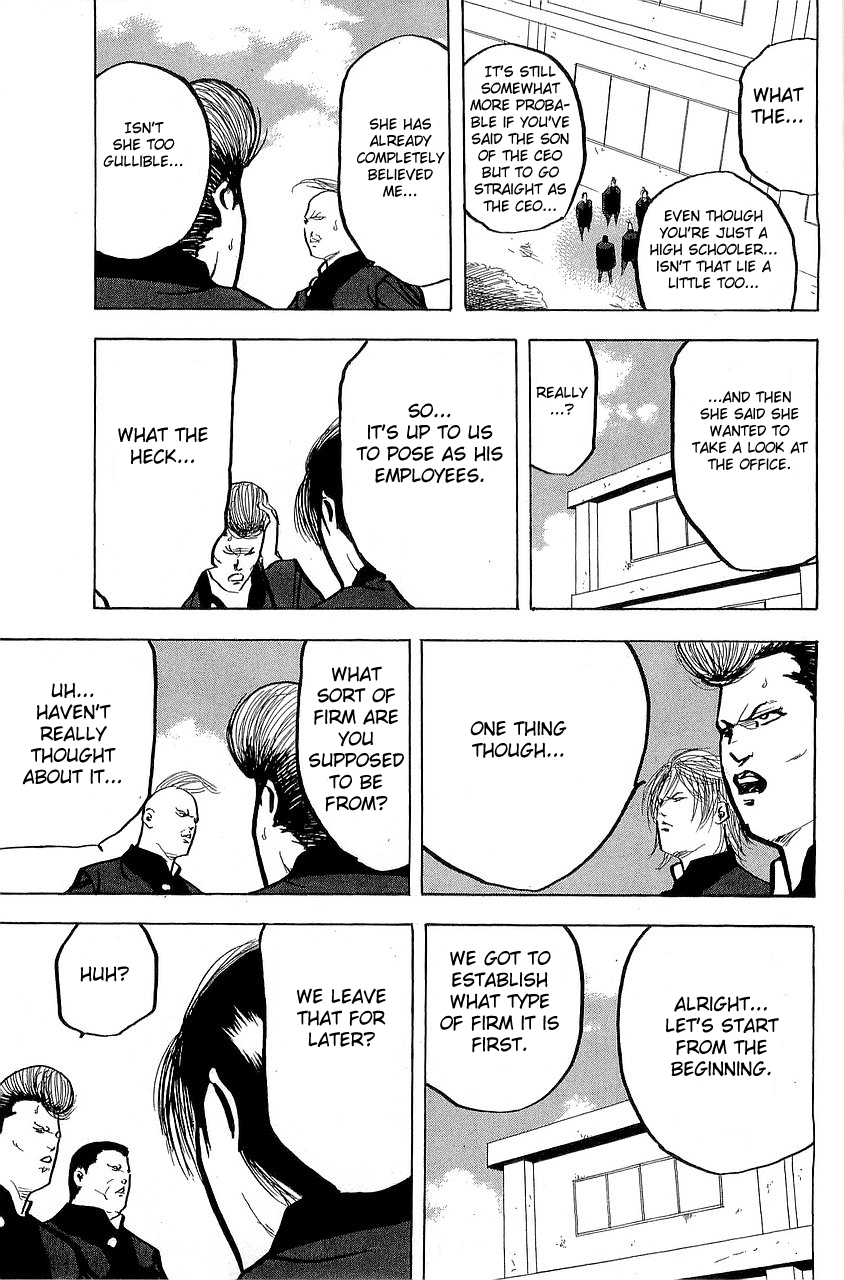 WHAT
THE...
EVEN THOUGH
YOU'RE JUST A
HIGH SCHOOLER...
ISN'T THAT LIE A
LITTLE TOO...
IT'S STILL
SOMEWHAT
MORE PROBA-
BLE IF YOU'VE
SAID THE SON
OF THE CEO
BUT TO GO
STRAIGHT AS
THE CEO...
SHE HAS
ALREADY
COMPLETELY
BELIEVED
ME...
ISN'T
SHE TOO
GULLIBLE...
...AND THEN
SHE SAID SHE
WANTED TO
TAKE A LOOK AT
THE OFFICE.
REALLY
...?
SO...
IT'S UP TO US
TO POSE AS HIS
EMPLOYEES.
WHAT THE
HECK...
ONE THING
THOUGH...
WHAT
SORT OF
FIRM ARE
YOU
SUPPOSED
TO BE
FROM?
UH...
HAVEN'T
REALLY
THOUGHT
ABOUT IT...
ALRIGHT...
LET'S START
FROM THE
BEGINNING.
WE GOT TO
ESTABLISH
WHAT TYPE
OF FIRM IT IS
FIRST.
WE LEAVE
THAT FOR
LATER?
HUH?